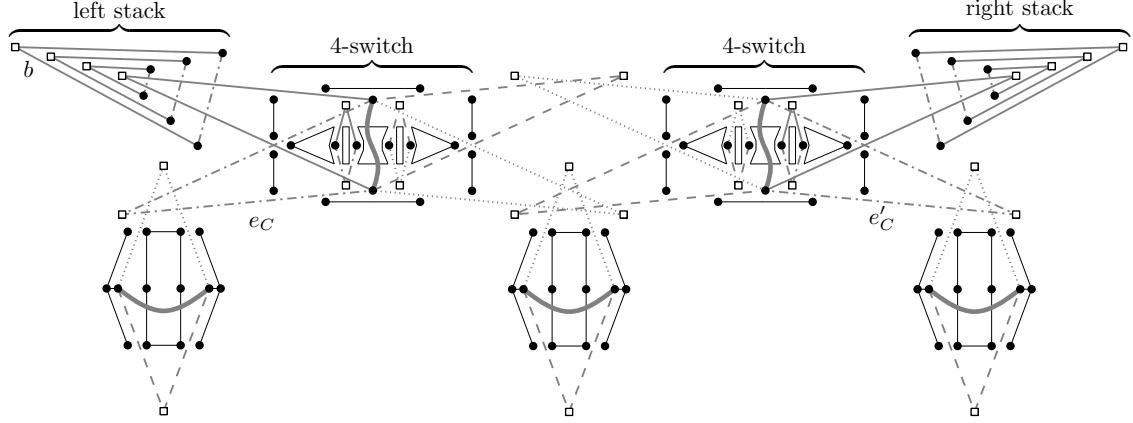 left stack
right stack
4-switch
4-switch
b
e_C
e'_C